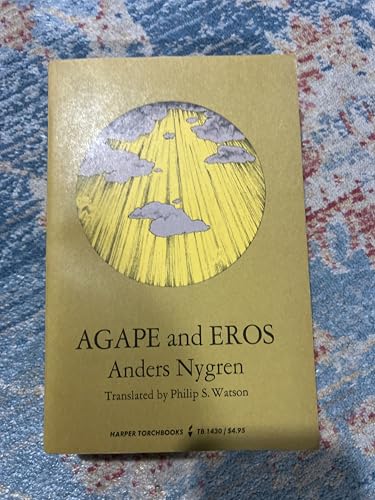 AGAPE and EROS
Anders Nygren
Translated by Philip S. Watson
HARPER TORCHBOOKS TB 1430 / $4.95